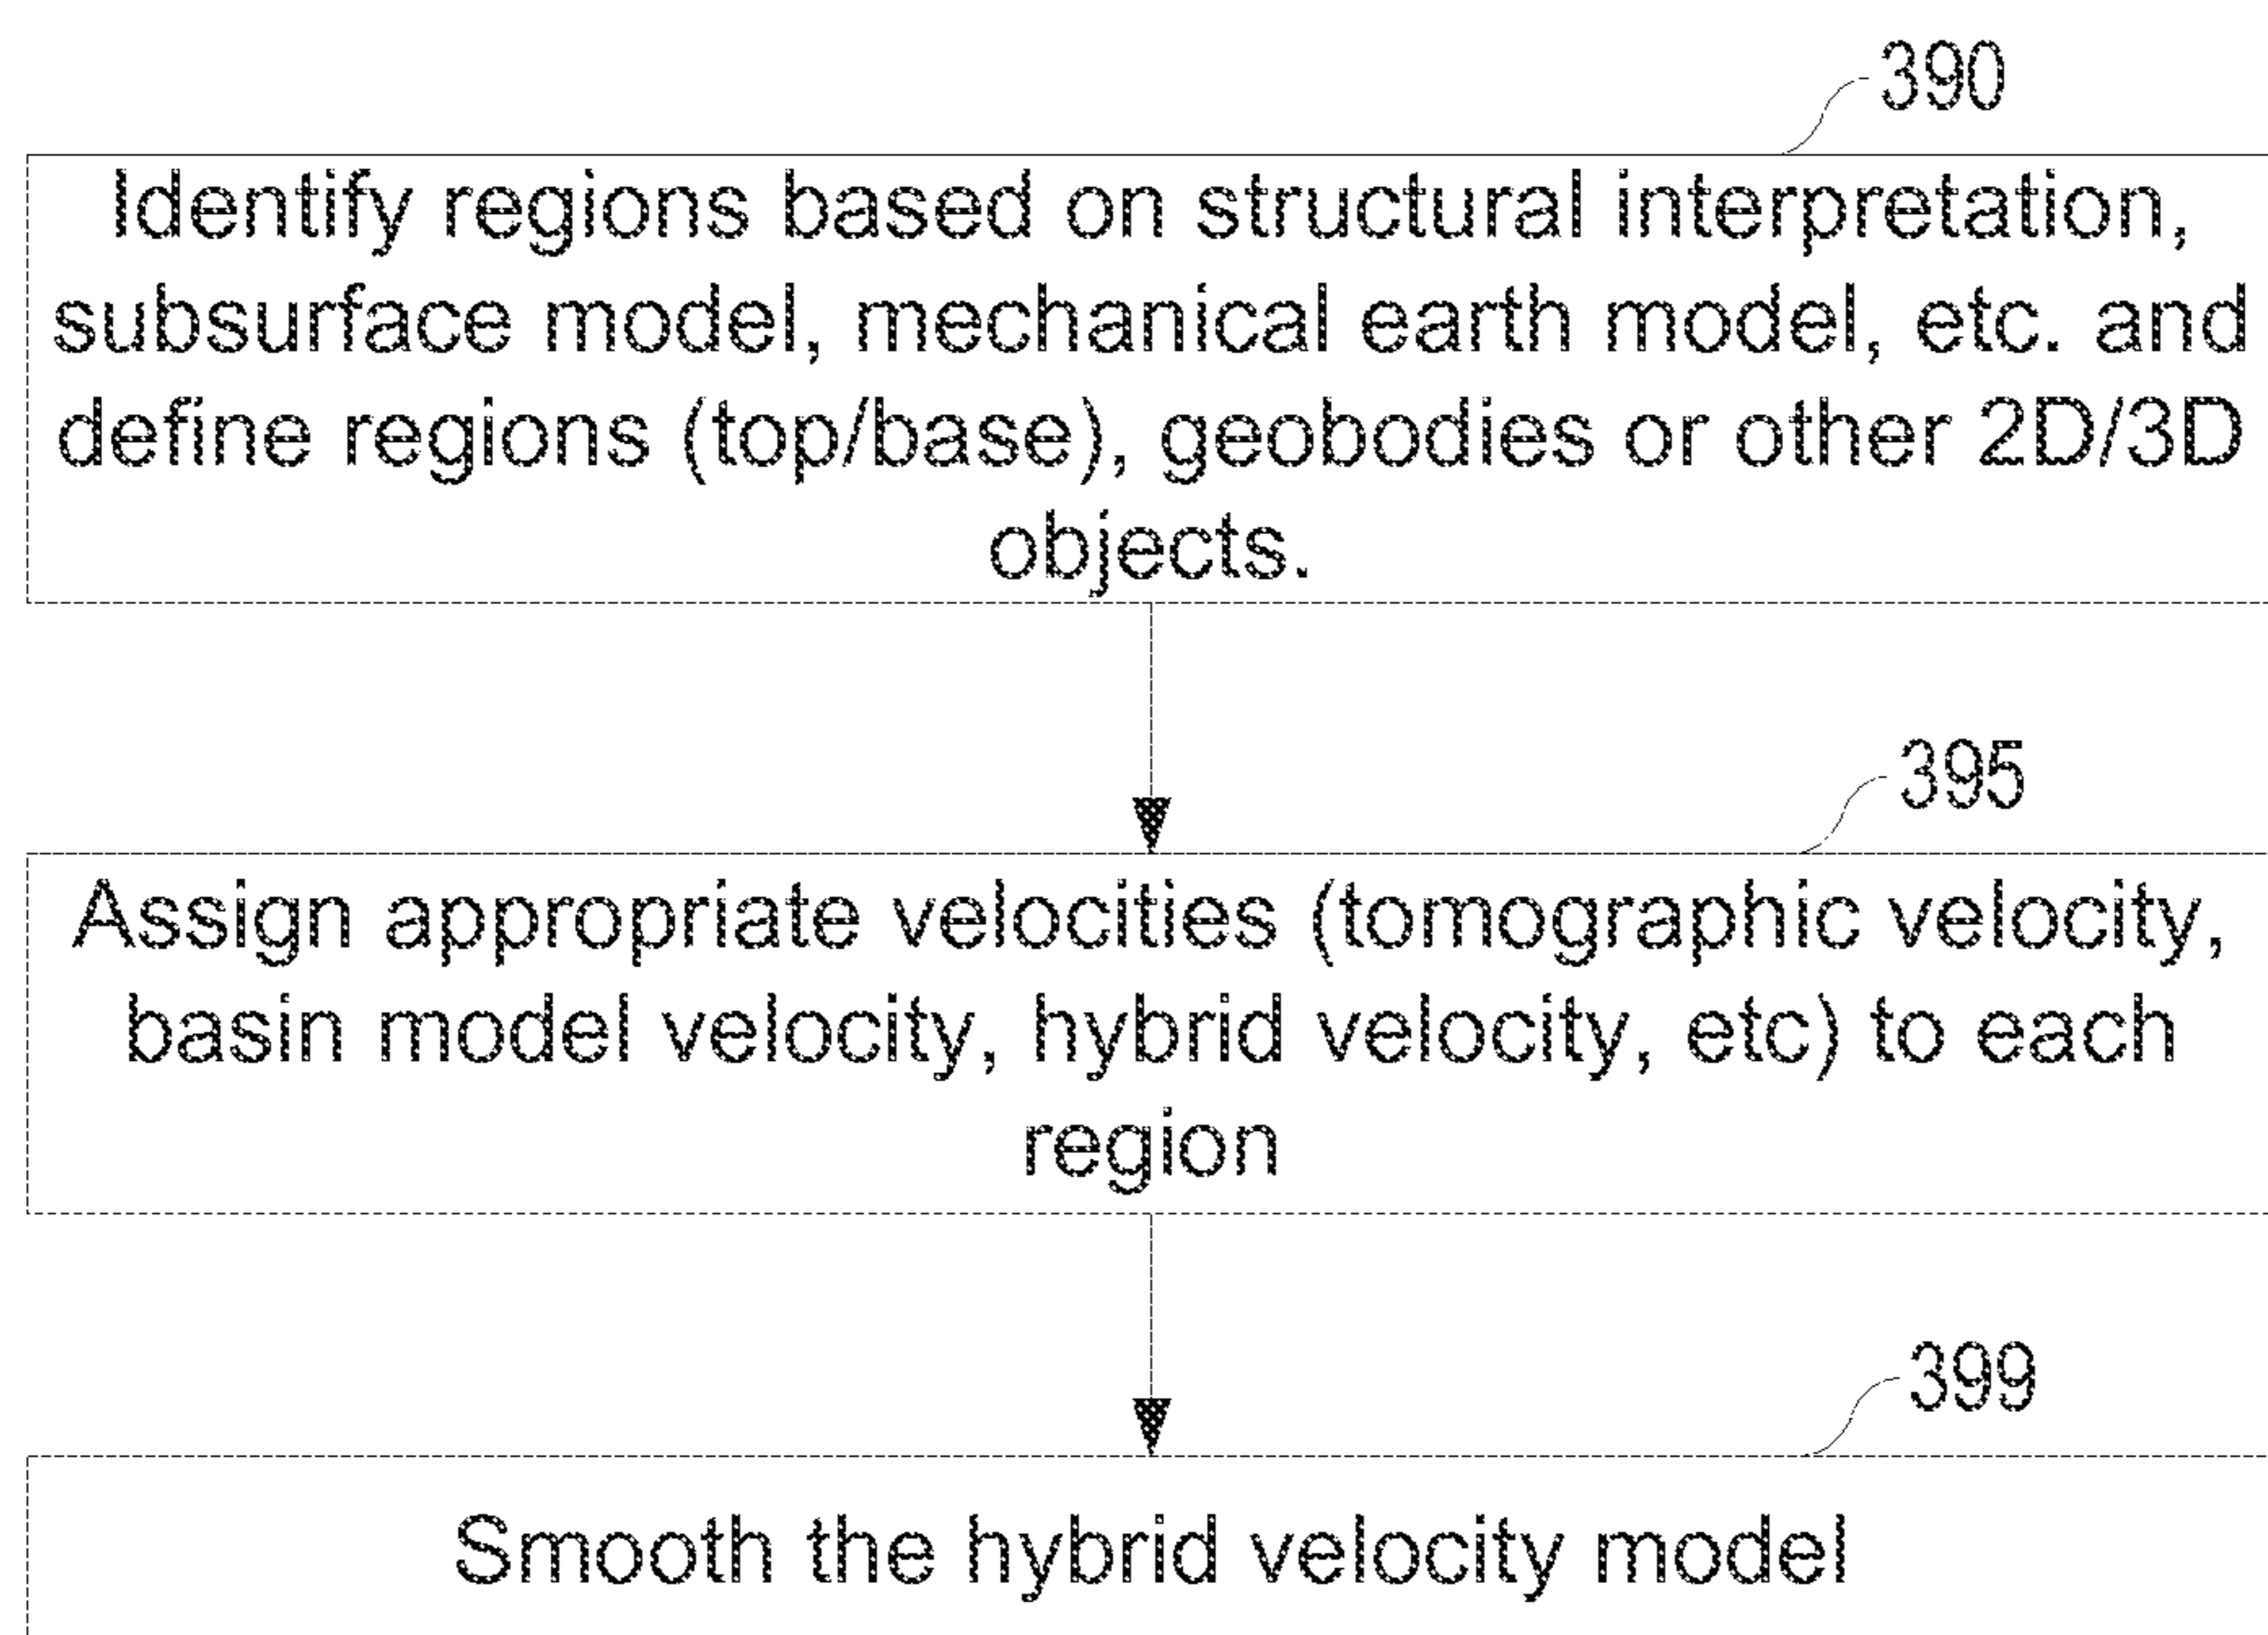 390
Identify regions based on structural interpretation,
subsurface model, mechanical earth model, etc. and
define regions (top/base), geobodies or other 2D/3D
objects.
395
Assign appropriate velocities (tomographic velocity,
basin model velocity, hybrid velocity, etc) to each
region
399
Smooth the hybrid velocity model